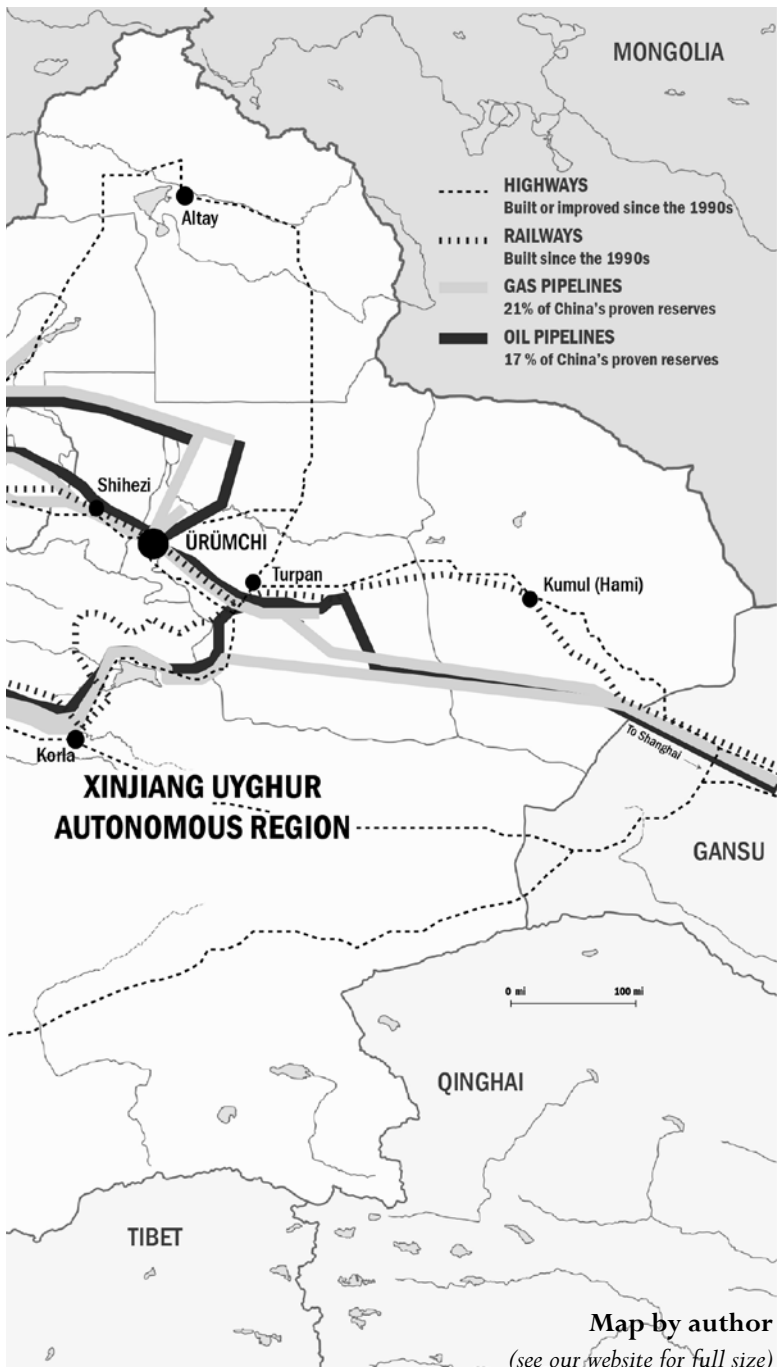 MONGOLIA
HIGHWAYS
Built or improved since the 1990s
RAILWAYS
Built since the 1990s
GAS PIPELINES
21% of China's proven reserves
OIL PIPELINES
17 % of China's proven reserves
Altay
Shihezi
ÜRÜMCHI
Turpan
Kumul (Hami)
Korla
To Shanghai
XINJIANG UYGHUR
AUTONOMOUS REGION
GANSU
0 mi 100 mi
QINGHAI
TIBET
Map by author
(see our website for full size)